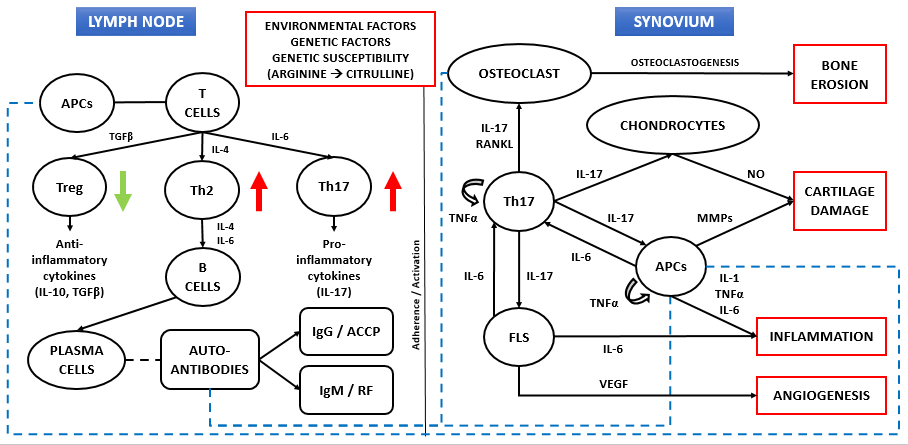 LYMPH NODE
ENVIRONMENTAL FACTORS
GENETIC FACTORS
GENETIC SUSCEPTIBILITY
(ARGININE → CITRULLINE)
SYNOVIUM
APCs
T
CELLS
TGFβ
IL-4
IL-6
Treg
Th2
Th17
Anti-
inflammatory
cytokines
(IL-10, TGFβ)
IL-4
IL-6
Pro-
inflammatory
cytokines
(IL-17)
B
CELLS
PLASMA
CELLS
AUTO-
ANTIBODIES
IgG / ACCP
IgM / RF
Adherence / Activation
OSTEOCLAST
OSTEOCLASTOGENESIS
BONE
EROSION
IL-17
RANKL
CHONDROCYTES
IL-17
NO
TNFα
Th17
CARTILAGE
DAMAGE
IL-17
MMPs
IL-6
APCs
IL-6
IL-17
TNFα
IL-1
TNFα
IL-6
FLS
IL-6
INFLAMMATION
VEGF
ANGIOGENESIS